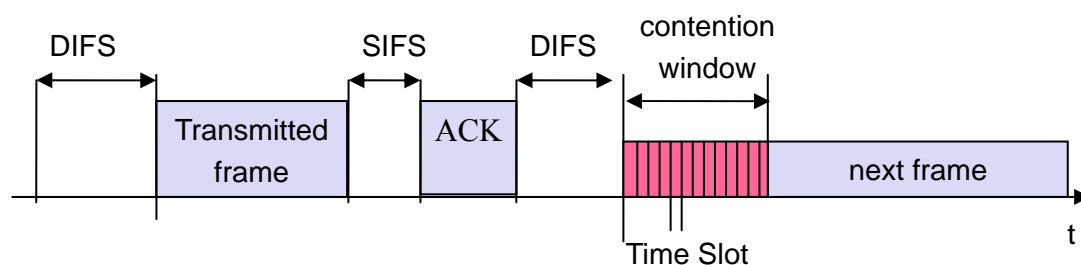 DIFS
SIFS
DIFS
contention
window
Transmitted
frame
ACK
next frame
t
Time Slot